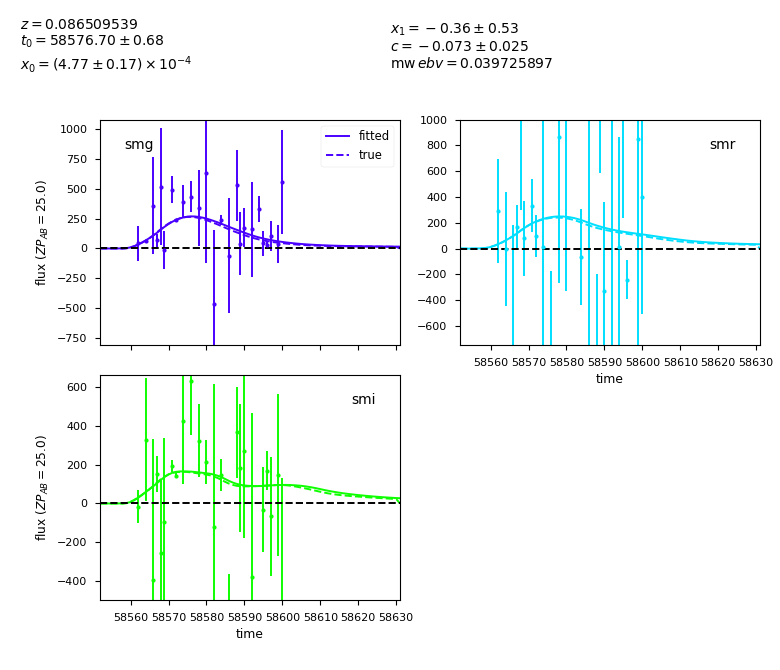 z = 0.086509539
t₀ = 58576.70 ± 0.68
x₀ = (4.77 ± 0.17) × 10⁻⁴
x₁ = −0.36 ± 0.53
c = −0.073 ± 0.025
mw ebv = 0.039725897
smg
fitted
true
1000
750
500
250
0
−250
−500
−750
flux (ZP_AB = 25.0)
smr
1000
800
600
400
200
0
−200
−400
−600
58560 58570 58580 58590 58600 58610 58620 58630
time
smi
600
400
200
0
−200
−400
flux (ZP_AB = 25.0)
58560 58570 58580 58590 58600 58610 58620 58630
time